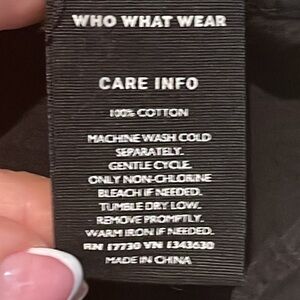 WHO WHAT WEAR
CARE INFO
100% COTTON
MACHINE WASH COLD
SEPARATELY.
GENTLE CYCLE.
ONLY NON-CHLORINE
BLEACH IF NEEDED.
TUMBLE DRY LOW.
REMOVE PROMPTLY.
WARM IRON IF NEEDED.
RN 17730 VN 1343630
MADE IN CHINA